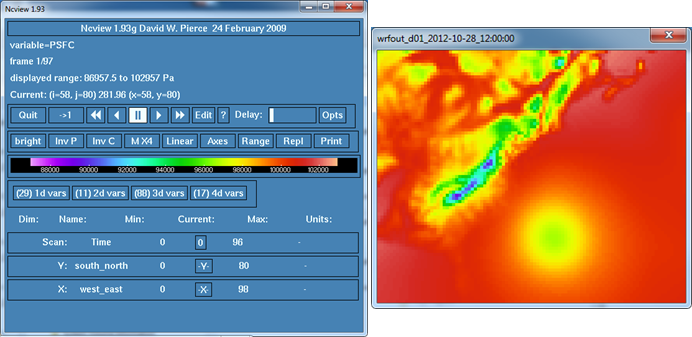 Ncview 1.93
Ncview 1.93g David W. Pierce 24 February 2009
variable=PSFC
frame 1/97
displayed range: 86957.5 to 102957 Pa
Current: (i=58, j=80) 281.96 (x=58, y=80)
Quit ->1 Edit ? Delay: Opts
bright Inv P Inv C M X4 Linear Axes Range Repl Print
88000 90000 92000 94000 96000 98000 100000 102000
(29) 1d vars (11) 2d vars (88) 3d vars (17) 4d vars
Dim: Name: Min: Current: Max: Units:
Scan: Time 0 0 96 -
Y: south_north 0 -Y- 80 -
X: west_east 0 -X- 98 -
wrfout_d01_2012-10-28_12:00:00